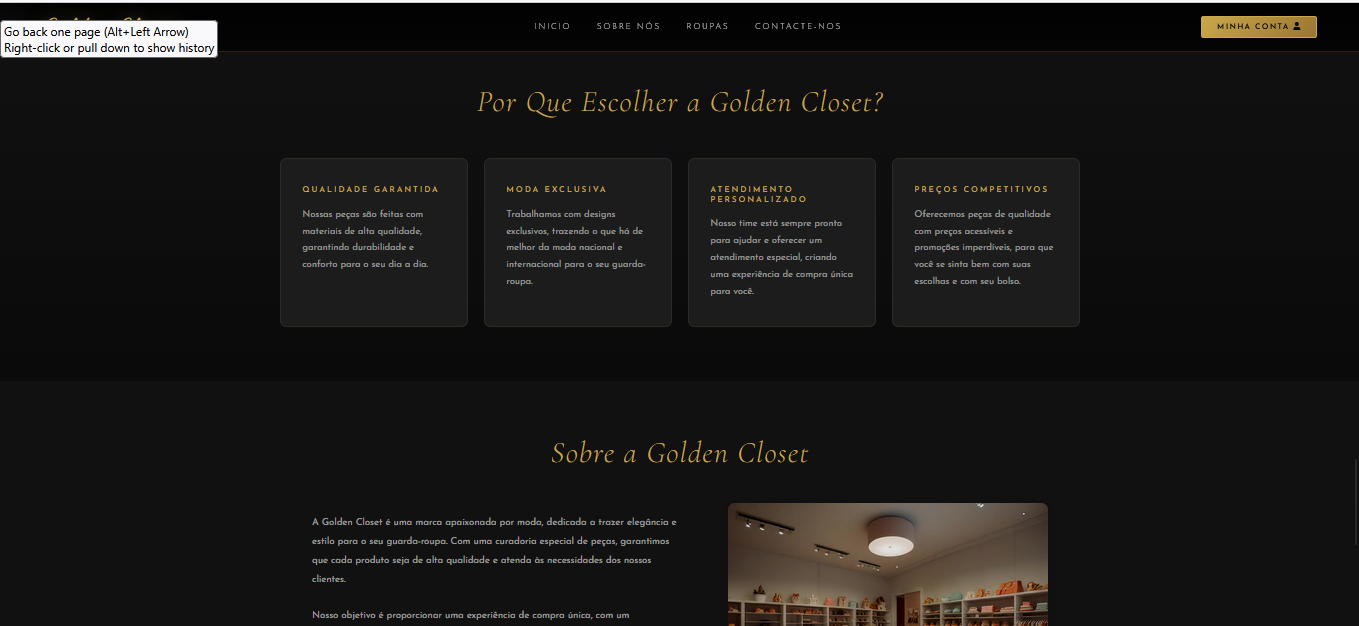 Go back one page (Alt+Left Arrow)
Right-click or pull down to show history
INICIO SOBRE NÓS ROUPAS CONTACTE-NOS
MINHA CONTA
Por Que Escolher a Golden Closet?
QUALIDADE GARANTIDA
Nossas peças são feitas com
materiais de alta qualidade,
garantindo durabilidade e
conforto para o seu dia a dia.
MODA EXCLUSIVA
Trabalhamos com designs
exclusivos, trazendo o que há de
melhor da moda nacional e
internacional para o seu guarda-
roupa.
ATENDIMENTO
PERSONALIZADO
Nosso time está sempre pronto
para ajudar e oferecer um
atendimento especial, criando
uma experiência de compra única
para você.
PREÇOS COMPETITIVOS
Oferecemos peças de qualidade
com preços acessíveis e
promoções imperdíveis, para que
você se sinta bem com suas
escolhas e com seu bolso.
Sobre a Golden Closet
A Golden Closet é uma marca apaixonada por moda, dedicada a trazer elegância e
estilo para o seu guarda-roupa. Com uma curadoria especial de peças, garantimos
que cada produto seja de alta qualidade e atenda às necessidades dos nossos
clientes.
Nosso objetivo é proporcionar uma experiência de compra única, com um